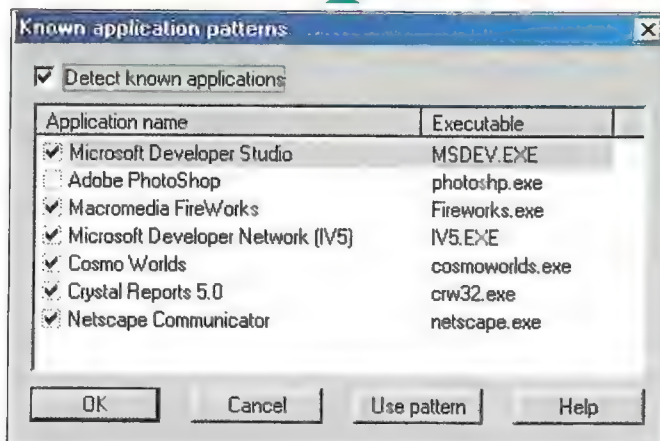 Known application patterns
Detect known applications
Application name Executable
Microsoft Developer Studio MSDEV.EXE
Adobe PhotoShop photoshp.exe
Macromedia FireWorks Fireworks.exe
Microsoft Developer Network (IV5) IV5.EXE
Cosmo Worlds cosmoworlds.exe
Crystal Reports 5.0 crw32.exe
Netscape Communicator netscape.exe
OK Cancel Use pattern Help